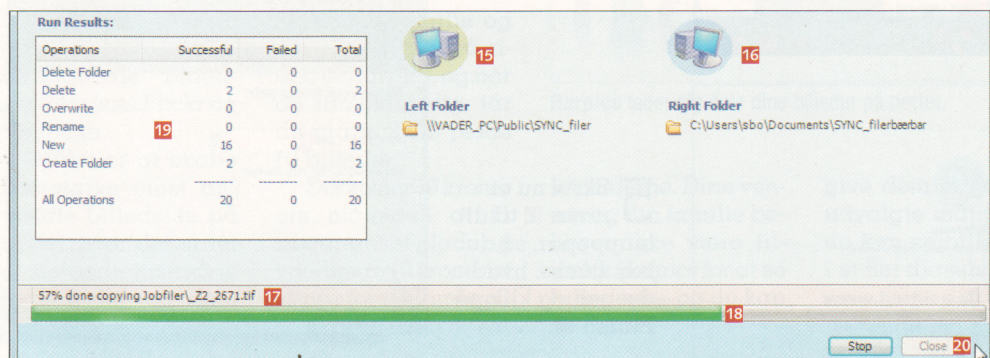 Run Results:
Operations Successful Failed Total
Delete Folder 0 0 0
Delete 2 0 2
Overwrite 0 0 0
Rename 0 0 0
New 16 0 16
Create Folder 2 0 2
All Operations 20 0 20
19
15
Left Folder
\\VADER_PC\Public\SYNC_filer
16
Right Folder
C:\Users\sbo\Documents\SYNC_filerbærbar
57% done copying Jobfiler\_Z2_2671.tif 17
18
Stop Close 20